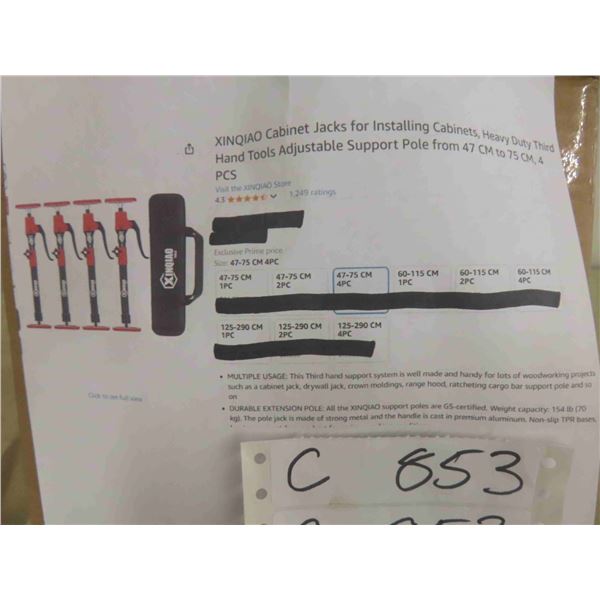 XINQIAO Cabinet Jacks for Installing Cabinets, Heavy Duty Third
Hand Tools Adjustable Support Pole from 47 CM to 75 CM, 4
PCS
Visit the XINQIAO Store
4.3 1,249 ratings
Exclusive Prime price
Size: 47-75 CM 4PC
47-75 CM 47-75 CM 47-75 CM 60-115 CM 60-115 CM 60-115 CM
1PC 2PC 4PC 1PC 2PC 4PC
125-290 CM 125-290 CM 125-290 CM
1PC 2PC 4PC
XINQIAO
Click to see full view
• MULTIPLE USAGE: This Third hand support system is well made and handy for lots of woodworking projects
such as a cabinet jack, drywall jack, crown moldings, range hood, ratcheting cargo bar support pole and so
on
• DURABLE EXTENSION POLE: All the XINQIAO support poles are GS-certified. Weight capacity: 154 lb (70
kg). The pole jack is made of strong metal and the handle is cast in premium aluminum. Non-slip TPR bases,
C 853